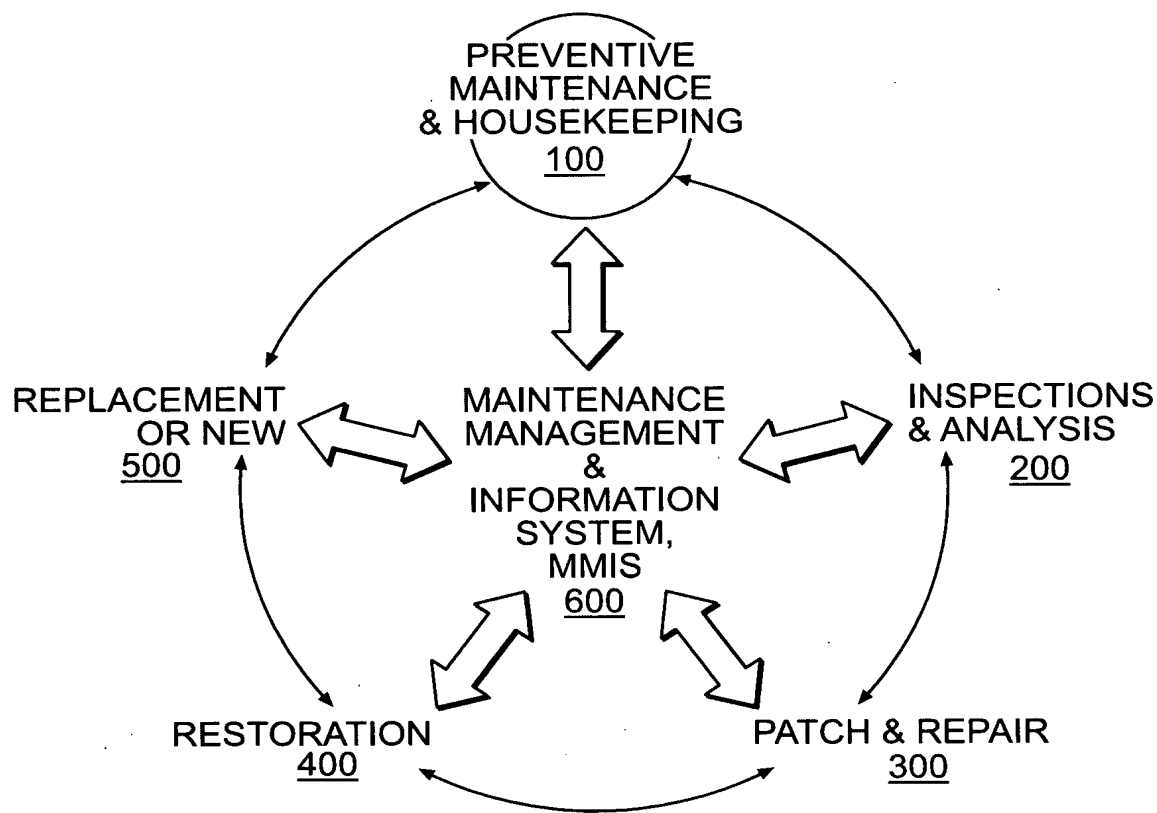 PREVENTIVE
MAINTENANCE
& HOUSEKEEPING
100
REPLACEMENT
OR NEW
500
MAINTENANCE
MANAGEMENT
&
INFORMATION
SYSTEM,
MMIS
600
INSPECTIONS
& ANALYSIS
200
RESTORATION
400
PATCH & REPAIR
300